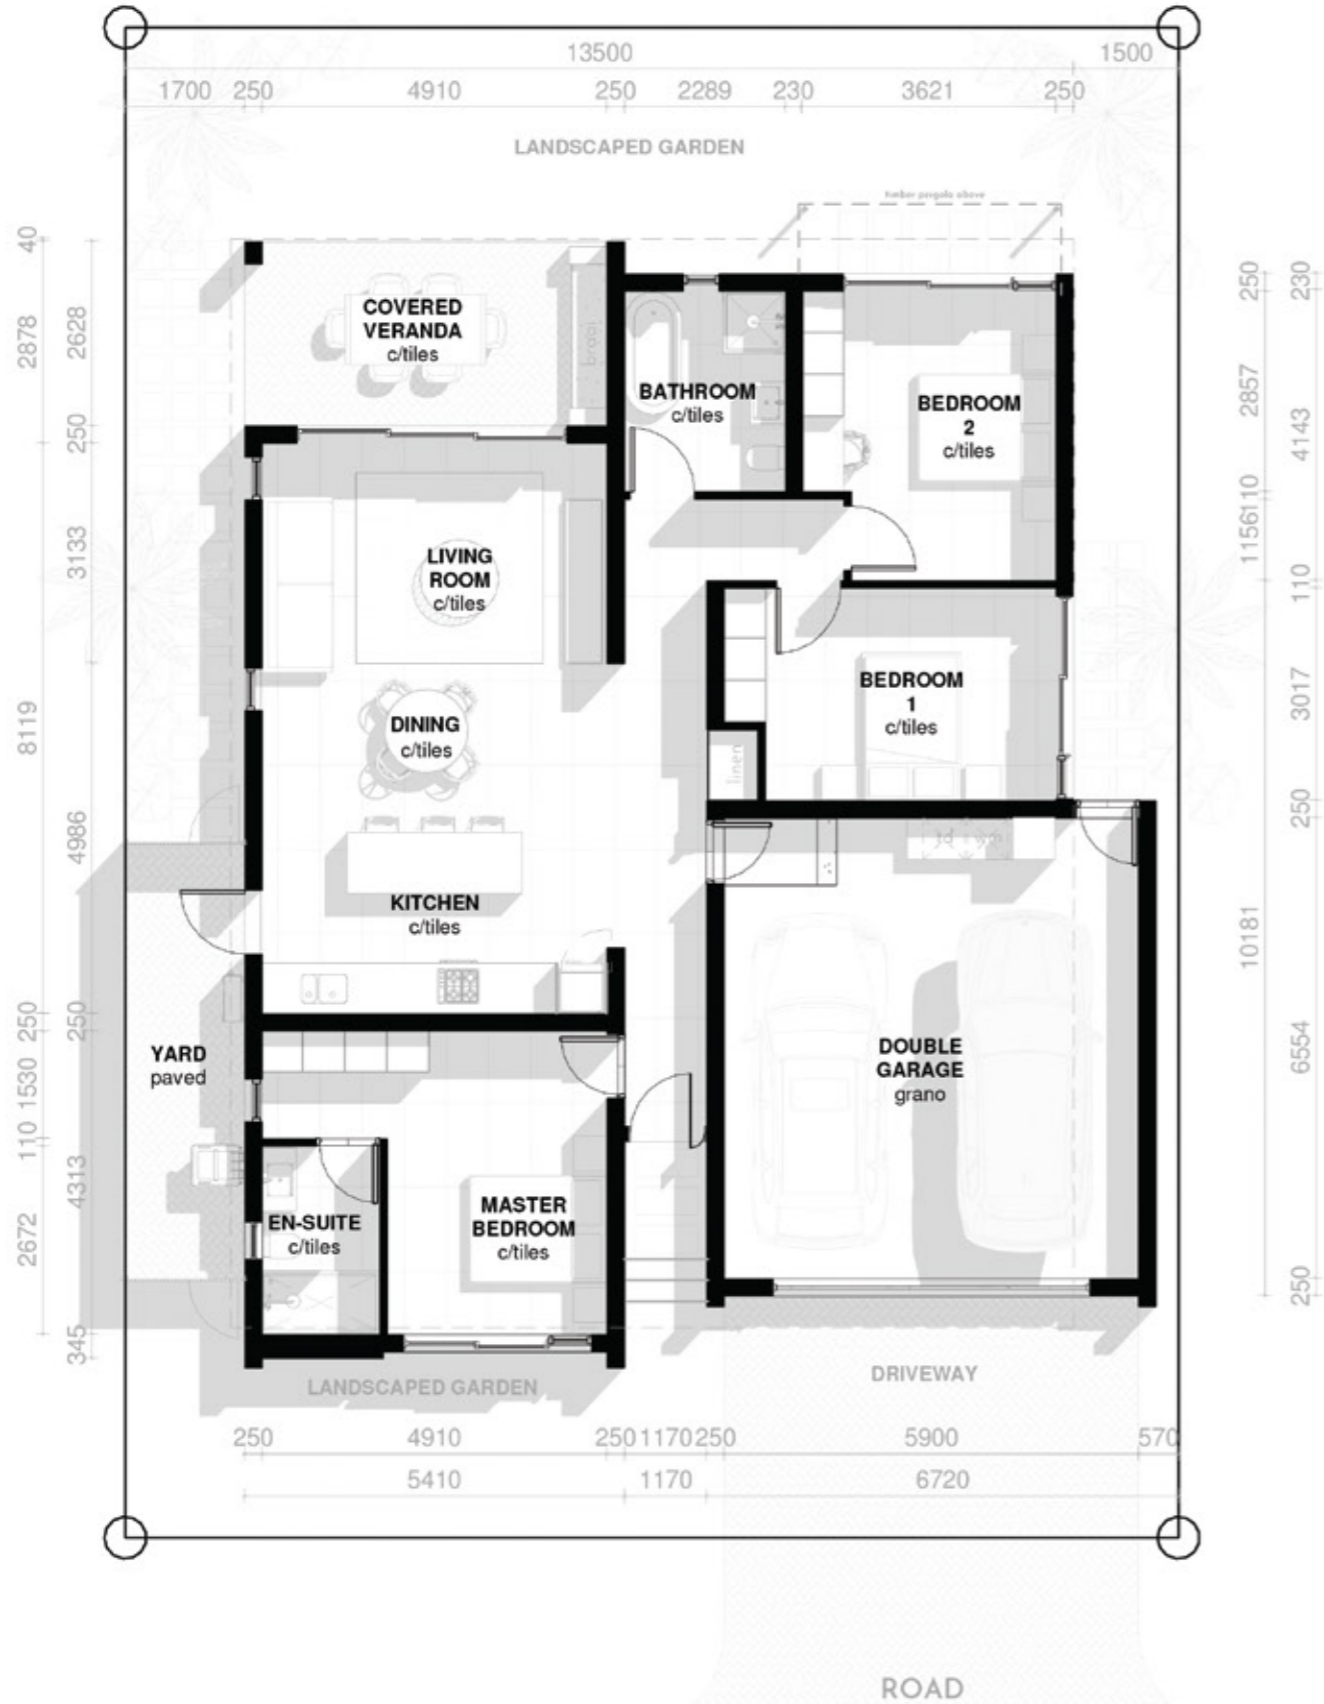 13500
1500
1700 250 4910 250 2289 230 3621 250
LANDSCAPED GARDEN
timber pergola above
40
2878
8119
250
1530
110
2672
2628
250
3133
4986
250
4313
345
COVERED
VERANDA
c/tiles
braai
BATHROOM
c/tiles
BEDROOM
2
c/tiles
LIVING
ROOM
c/tiles
BEDROOM
1
c/tiles
linen
DINING
c/tiles
KITCHEN
c/tiles
YARD
paved
DOUBLE
GARAGE
grano
EN-SUITE
c/tiles
MASTER
BEDROOM
c/tiles
250
2857
110
1156
10181
230
4143
110
3017
250
6554
250
LANDSCAPED GARDEN
DRIVEWAY
250 4910 250 1170 250 5900 570
5410 1170 6720
ROAD